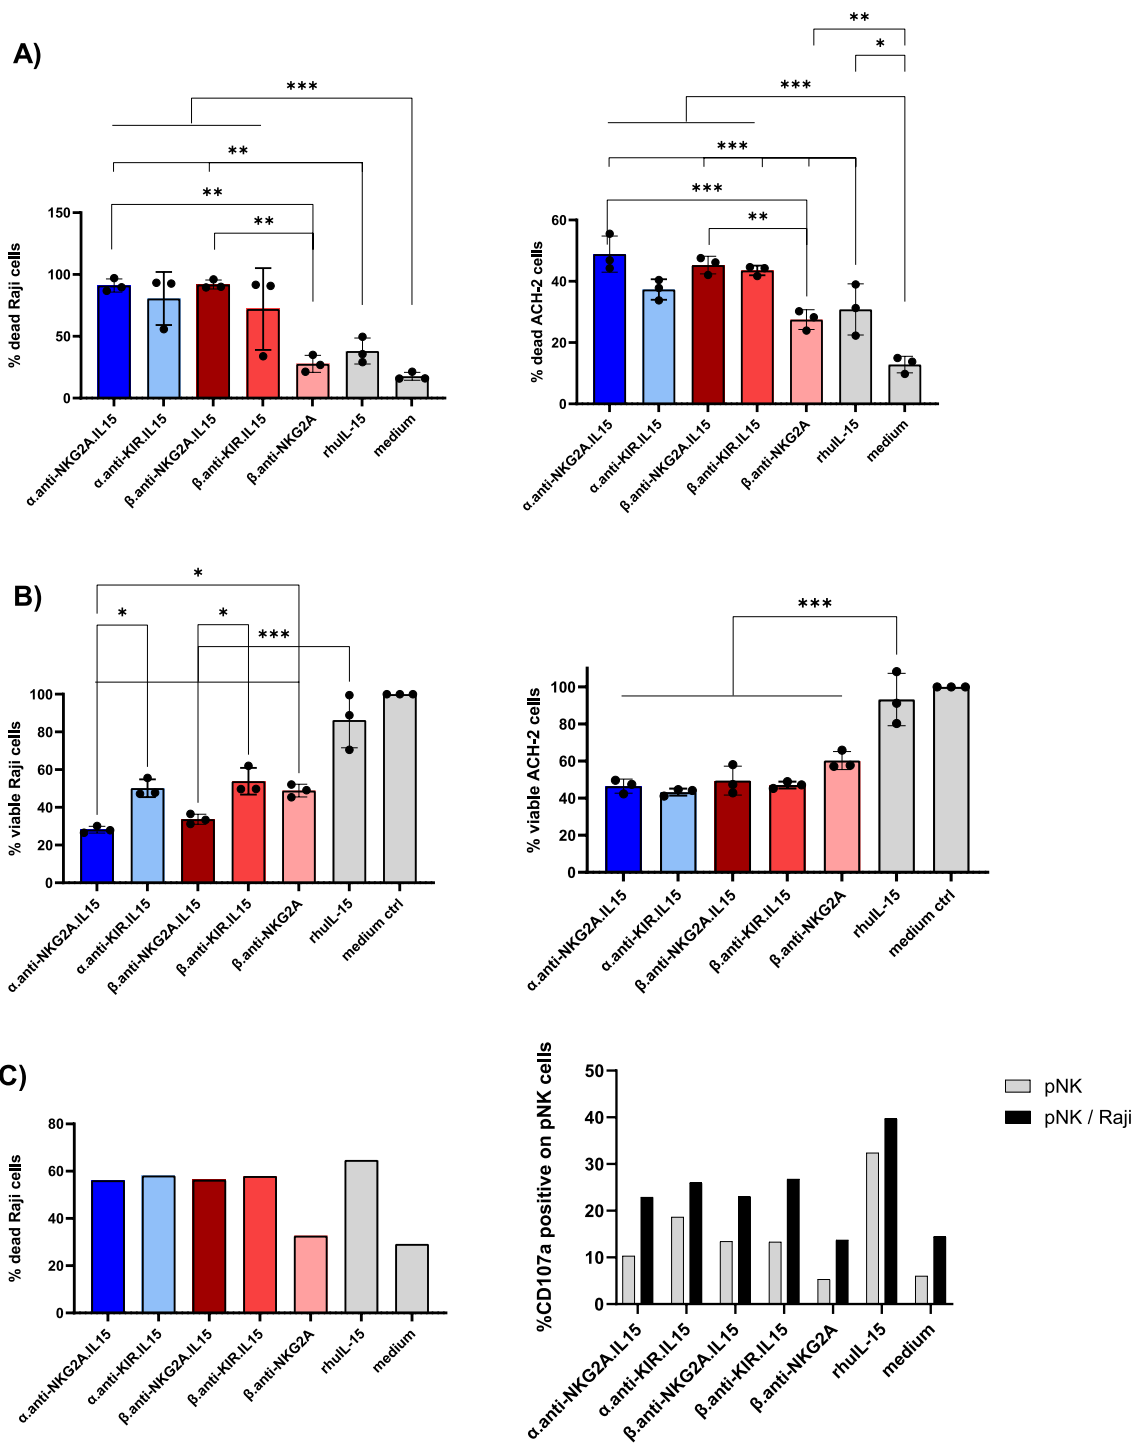 A)
***
**
**
**
% dead Raji cells
150
100
50
0
α.anti-NKG2A.IL15
α.anti-KIR.IL15
β.anti-NKG2A.IL15
β.anti-KIR.IL15
β.anti-NKG2A
rhuIL-15
medium
**
*
***
***
***
**
% dead ACH-2 cells
60
40
20
0
α.anti-NKG2A.IL15
α.anti-KIR.IL15
β.anti-NKG2A.IL15
β.anti-KIR.IL15
β.anti-NKG2A
rhuIL-15
medium
B)
*
*
*
***
% viable Raji cells
100
80
60
40
20
0
α.anti-NKG2A.IL15
α.anti-KIR.IL15
β.anti-NKG2A.IL15
β.anti-KIR.IL15
β.anti-NKG2A
rhuIL-15
medium ctrl
***
% viable ACH-2 cells
100
80
60
40
20
0
α.anti-NKG2A.IL15
α.anti-KIR.IL15
β.anti-NKG2A.IL15
β.anti-KIR.IL15
β.anti-NKG2A
rhuIL-15
medium ctrl
C)
% dead Raji cells
80
60
40
20
0
α.anti-NKG2A.IL15
α.anti-KIR.IL15
β.anti-NKG2A.IL15
β.anti-KIR.IL15
β.anti-NKG2A
rhuIL-15
medium
%CD107a positive on pNK cells
50
40
30
20
10
0
α.anti-NKG2A.IL15
α.anti-KIR.IL15
β.anti-NKG2A.IL15
β.anti-KIR.IL15
β.anti-NKG2A
rhuIL-15
medium
pNK
pNK / Raji